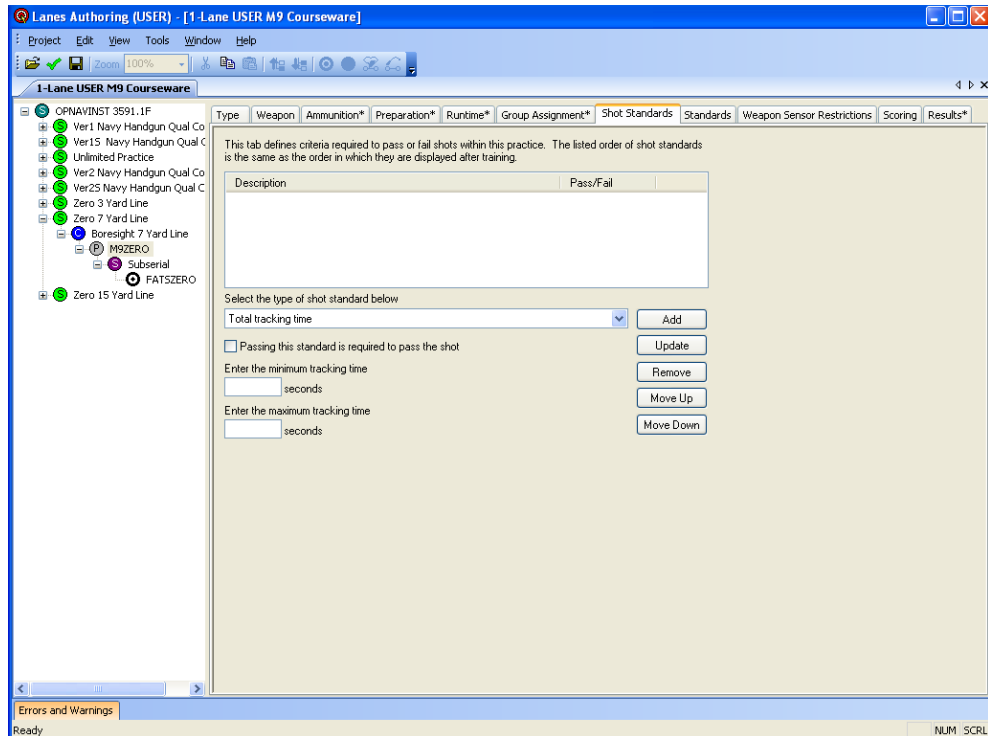 Lanes Authoring (USER) - [1-Lane USER M9 Courseware]
Project Edit View Tools Window Help
Zoom 100%
1-Lane USER M9 Courseware
S OPNAVINST 3591.1F
S Ver1 Navy Handgun Qual Co
S Ver1S Navy Handgun Qual C
S Unlimited Practice
S Ver2 Navy Handgun Qual Co
S Ver2S Navy Handgun Qual C
S Zero 3 Yard Line
S Zero 7 Yard Line
C Boresight 7 Yard Line
P M9ZERO
S Subserial
FATSZERO
S Zero 15 Yard Line
Type Weapon Ammunition* Preparation* Runtime* Group Assignment* Shot Standards Standards Weapon Sensor Restrictions Scoring Results*
This tab defines criteria required to pass or fail shots within this practice. The listed order of shot standards
is the same as the order in which they are displayed after training.
Description Pass/Fail
Select the type of shot standard below
Total tracking time
Add
Passing this standard is required to pass the shot
Update
Enter the minimum tracking time
Remove
seconds
Move Up
Enter the maximum tracking time
seconds
Move Down
Errors and Warnings
Ready NUM SCRL